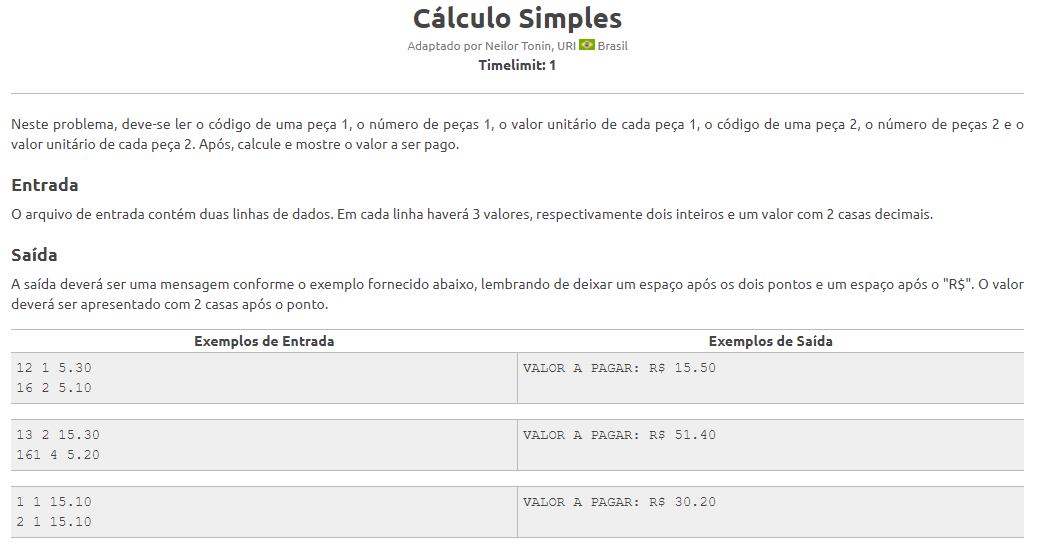 Cálculo Simples
Adaptado por Neilor Tonin, URI Brasil
Timelimit: 1
Neste problema, deve-se ler o código de uma peça 1, o número de peças 1, o valor unitário de cada peça 1, o código de uma peça 2, o número de peças 2 e o
valor unitário de cada peça 2. Após, calcule e mostre o valor a ser pago.
Entrada
O arquivo de entrada contém duas linhas de dados. Em cada linha haverá 3 valores, respectivamente dois inteiros e um valor com 2 casas decimais.
Saída
A saída deverá ser uma mensagem conforme o exemplo fornecido abaixo, lembrando de deixar um espaço após os dois pontos e um espaço após o "R$". O valor
deverá ser apresentado com 2 casas após o ponto.
Exemplos de Entrada Exemplos de Saída
12 1 5.30 VALOR A PAGAR: R$ 15.50
16 2 5.10
13 2 15.30 VALOR A PAGAR: R$ 51.40
161 4 5.20
1 1 15.10 VALOR A PAGAR: R$ 30.20
2 1 15.10